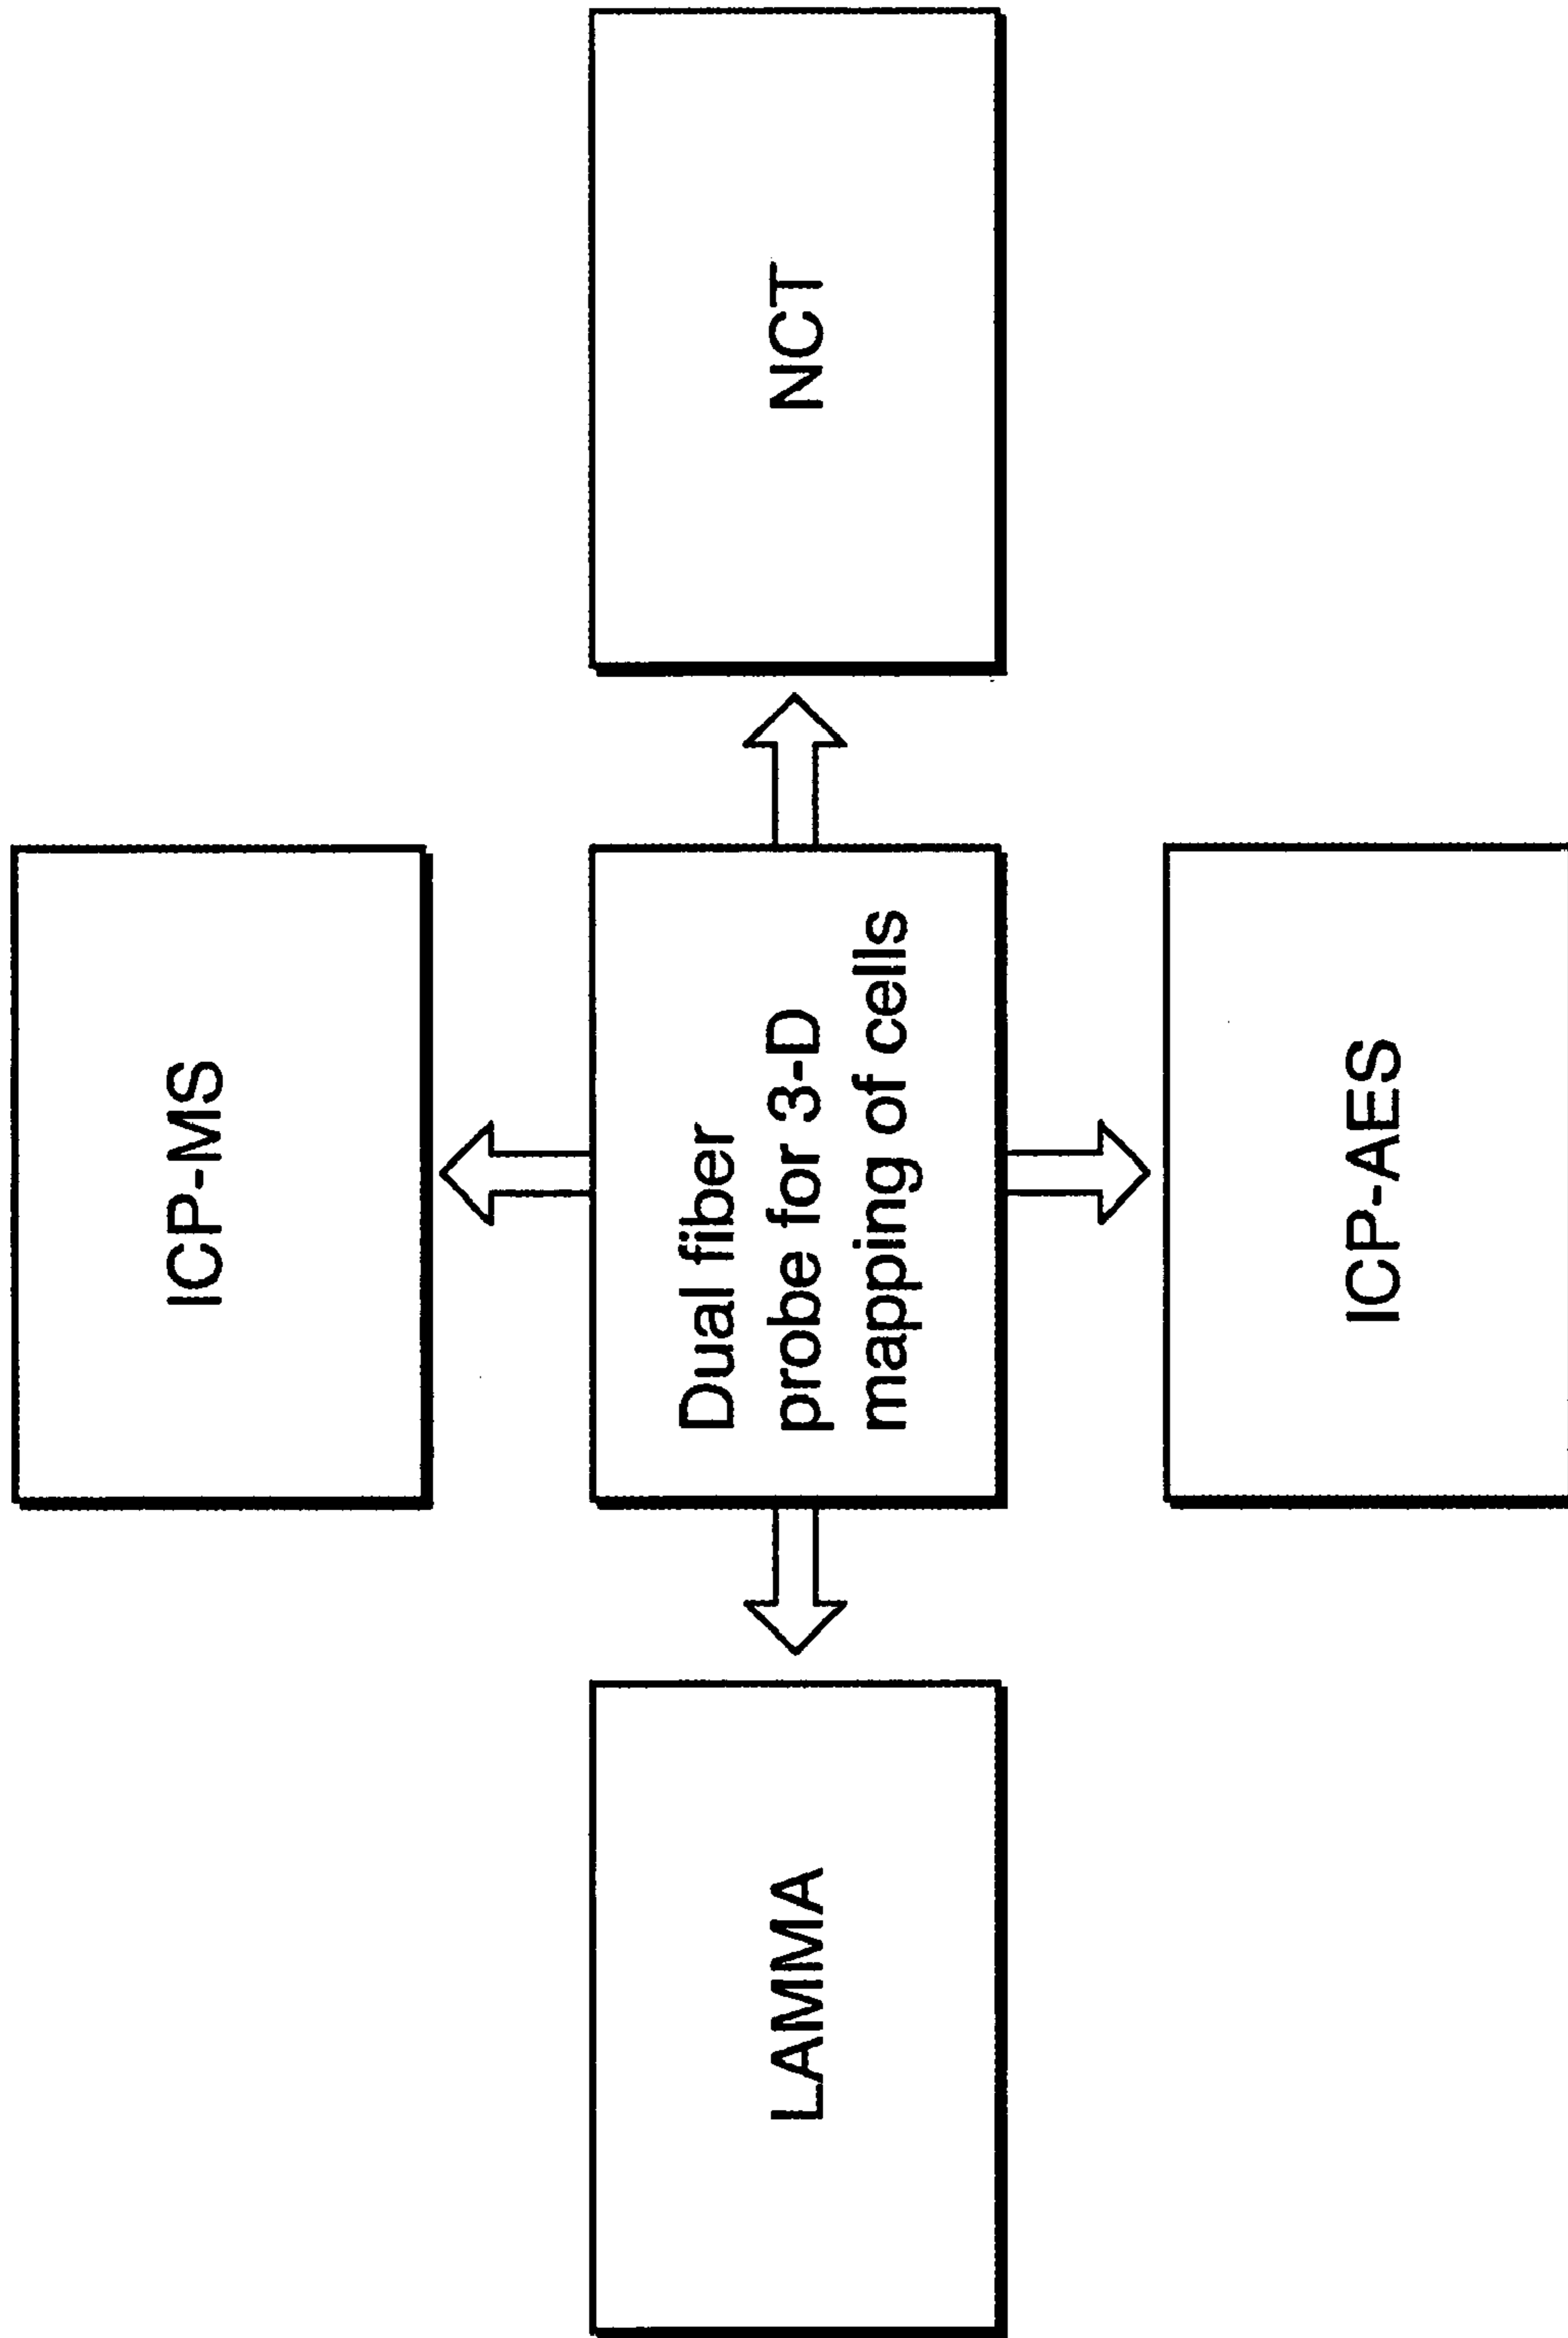 ICP-MS
LAMMA
Dual fiber
probe for 3-D
mapping of cells
NCT
ICP-AES